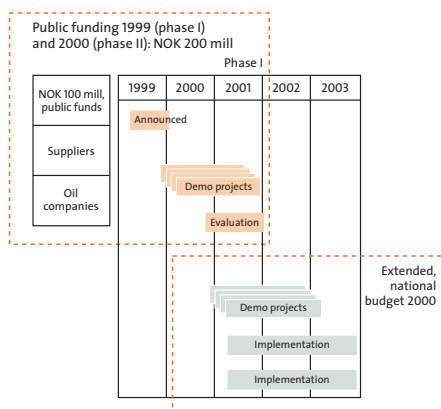 Public funding 1999 (phase I)
and 2000 (phase II): NOK 200 mill
Phase I
NOK 100 mill,
public funds
1999 2000 2001 2002 2003
Announced
Suppliers
Demo projects
Oil
companies
Evaluation
Extended,
national
budget 2000
Demo projects
Implementation
Implementation